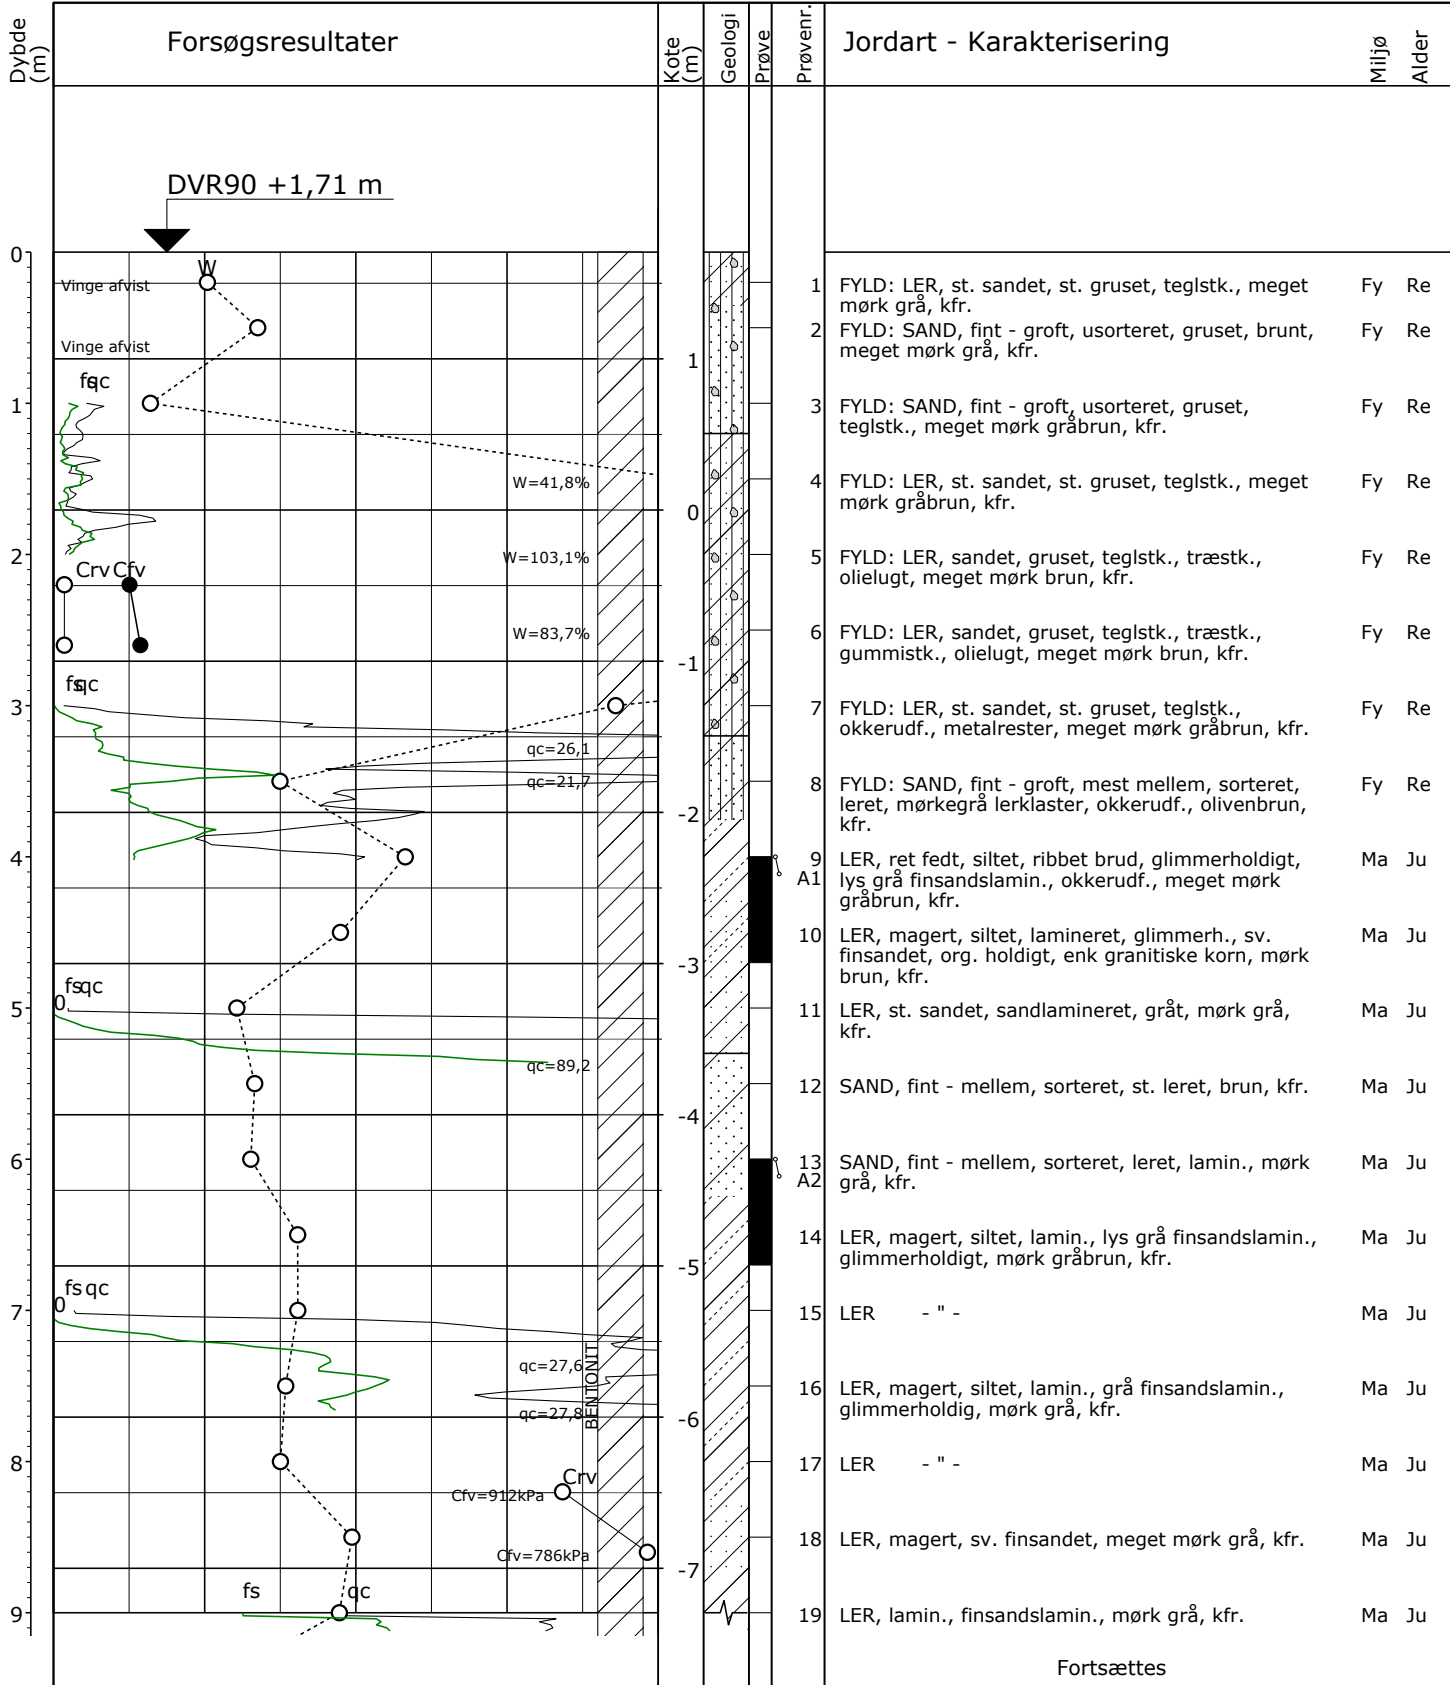 Dybde (m)
Forsøgsresultater
Kote (m)
Geologi
Prøve
Prøvenr.
Jordart - Karakterisering
Miljø
Alder
DVR90 +1,71 m
0
W
Vinge afvist
1 FYLD: LER, st. sandet, st. gruset, teglstk., meget Fy Re
mørk grå, kfr.
2 FYLD: SAND, fint - groft, usorteret, gruset, brunt, Fy Re
meget mørk grå, kfr.
Vinge afvist
1
fs qc
1
3 FYLD: SAND, fint - groft, usorteret, gruset, Fy Re
teglstk., meget mørk gråbrun, kfr.
W=41,8%
4 FYLD: LER, st. sandet, st. gruset, teglstk., meget Fy Re
mørk gråbrun, kfr.
0
2
W=103,1%
5 FYLD: LER, sandet, gruset, teglstk., træstk., Fy Re
olielugt, meget mørk brun, kfr.
Crv Cfv
W=83,7%
6 FYLD: LER, sandet, gruset, teglstk., træstk., Fy Re
gummistk., olielugt, meget mørk brun, kfr.
-1
fs qc
3
7 FYLD: LER, st. sandet, st. gruset, teglstk., Fy Re
okkerudf., metalrester, meget mørk gråbrun, kfr.
qc=26,1
qc=21,7
8 FYLD: SAND, fint - groft, mest mellem, sorteret, Fy Re
leret, mørkegrå lerklaster, okkerudf., olivenbrun,
kfr.
-2
4
9 LER, ret fedt, siltet, ribbet brud, glimmerholdigt, Ma Ju
A1 lys grå finsandslamin., okkerudf., meget mørk
gråbrun, kfr.
10 LER, magert, siltet, lamineret, glimmerh., sv. Ma Ju
finsandet, org. holdigt, enk granitiske korn, mørk
brun, kfr.
-3
fs qc
0
5
11 LER, st. sandet, sandlamineret, gråt, mørk grå, Ma Ju
kfr.
qc=89,2
12 SAND, fint - mellem, sorteret, st. leret, brun, kfr. Ma Ju
-4
6
13 SAND, fint - mellem, sorteret, leret, lamin., mørk Ma Ju
A2 grå, kfr.
14 LER, magert, siltet, lamin., lys grå finsandslamin., Ma Ju
glimmerholdigt, mørk gråbrun, kfr.
-5
fs qc
0
7
15 LER - " - Ma Ju
qc=27,6
BENTONIT
16 LER, magert, siltet, lamin., grå finsandslamin., Ma Ju
glimmerholdig, mørk grå, kfr.
qc=27,8
-6
8
17 LER - " - Ma Ju
Crv
Cfv=912kPa
18 LER, magert, sv. finsandet, meget mørk grå, kfr. Ma Ju
Cfv=786kPa
-7
fs qc
9
19 LER, lamin., finsandslamin., mørk grå, kfr. Ma Ju
Fortsættes